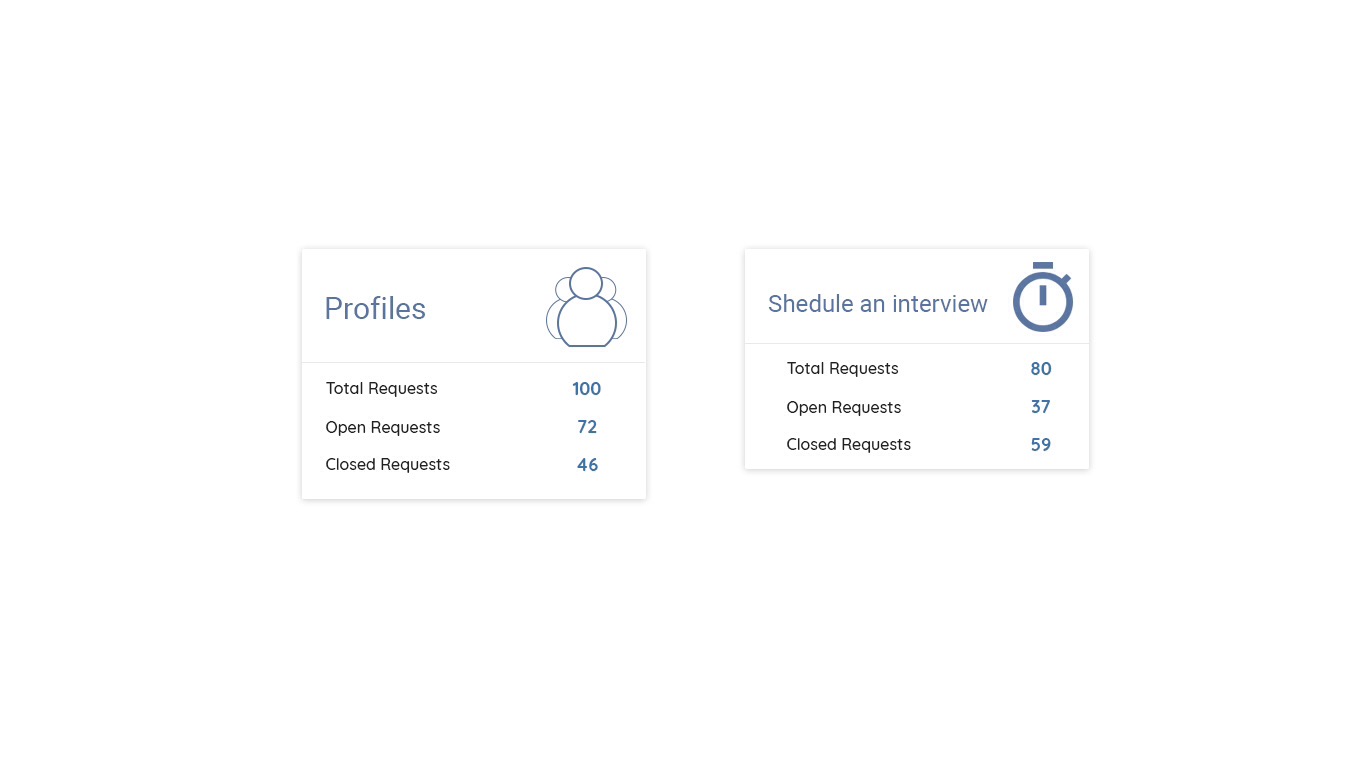 Profiles
Total Requests 100
Open Requests 72
Closed Requests 46
Shedule an interview
Total Requests 80
Open Requests 37
Closed Requests 59